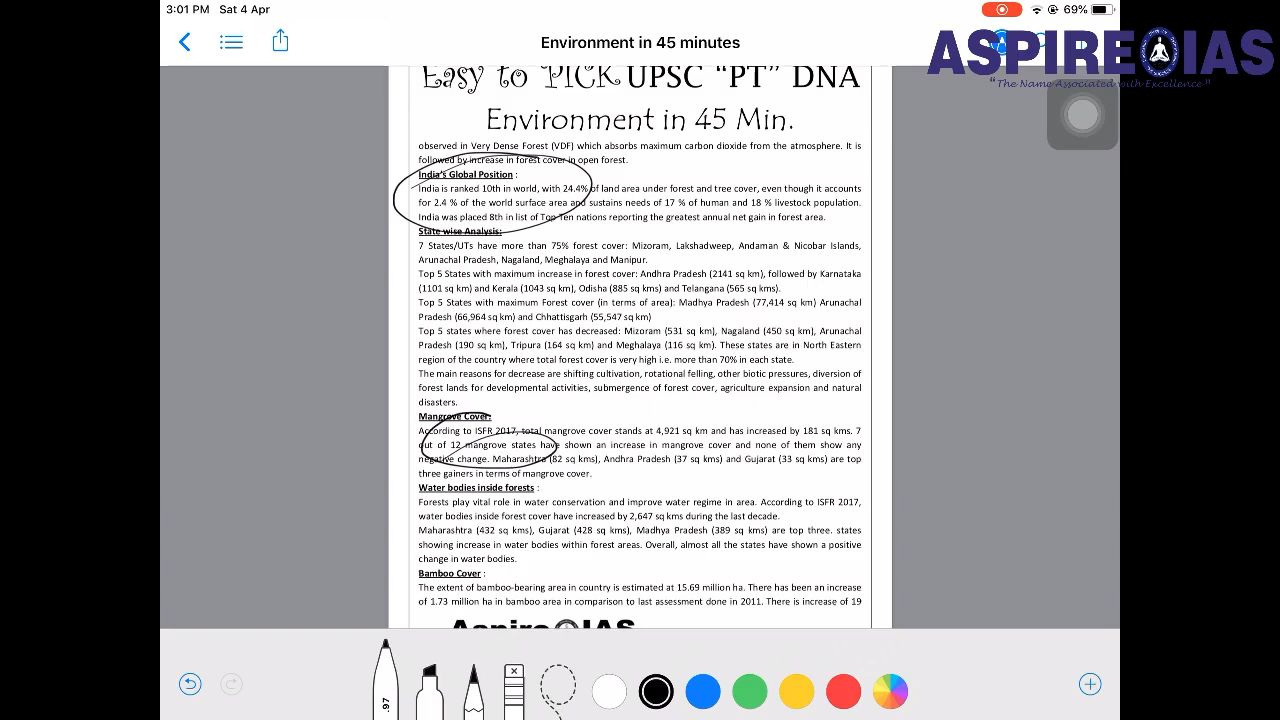 3:01 PM Sat 4 Apr
69%
Environment in 45 minutes
ASPIRE IAS
"The Name Associated with Excellence"
Easy to PICK UPSC “PT” DNA
Environment in 45 Min.
observed in Very Dense Forest (VDF) which absorbs maximum carbon dioxide from the atmosphere. It is
followed by increase in forest cover in open forest.
India's Global Position :
India is ranked 10th in world, with 24.4% of land area under forest and tree cover, even though it accounts
for 2.4 % of the world surface area and sustains needs of 17 % of human and 18 % livestock population.
India was placed 8th in list of Top Ten nations reporting the greatest annual net gain in forest area.
State wise Analysis:
7 States/UTs have more than 75% forest cover: Mizoram, Lakshadweep, Andaman & Nicobar Islands,
Arunachal Pradesh, Nagaland, Meghalaya and Manipur.
Top 5 States with maximum increase in forest cover: Andhra Pradesh (2141 sq km), followed by Karnataka
(1101 sq km) and Kerala (1043 sq km), Odisha (885 sq kms) and Telangana (565 sq kms).
Top 5 States with maximum Forest cover (in terms of area): Madhya Pradesh (77,414 sq km) Arunachal
Pradesh (66,964 sq km) and Chhattisgarh (55,547 sq km)
Top 5 states where forest cover has decreased: Mizoram (531 sq km), Nagaland (450 sq km), Arunachal
Pradesh (190 sq km), Tripura (164 sq km) and Meghalaya (116 sq km). These states are in North Eastern
region of the country where total forest cover is very high i.e. more than 70% in each state.
The main reasons for decrease are shifting cultivation, rotational felling, other biotic pressures, diversion of
forest lands for developmental activities, submergence of forest cover, agriculture expansion and natural
disasters.
Mangrove Cover:
According to ISFR 2017, total mangrove cover stands at 4,921 sq km and has increased by 181 sq kms. 7
out of 12 mangrove states have shown an increase in mangrove cover and none of them show any
negative change. Maharashtra (82 sq kms), Andhra Pradesh (37 sq kms) and Gujarat (33 sq kms) are top
three gainers in terms of mangrove cover.
Water bodies inside forests :
Forests play vital role in water conservation and improve water regime in area. According to ISFR 2017,
water bodies inside forest cover have increased by 2,647 sq kms during the last decade.
Maharashtra (432 sq kms), Gujarat (428 sq kms), Madhya Pradesh (389 sq kms) are top three. states
showing increase in water bodies within forest areas. Overall, almost all the states have shown a positive
change in water bodies.
Bamboo Cover :
The extent of bamboo-bearing area in country is estimated at 15.69 million ha. There has been an increase
of 1.73 million ha in bamboo area in comparison to last assessment done in 2011. There is increase of 19
Aspire IAS
.97